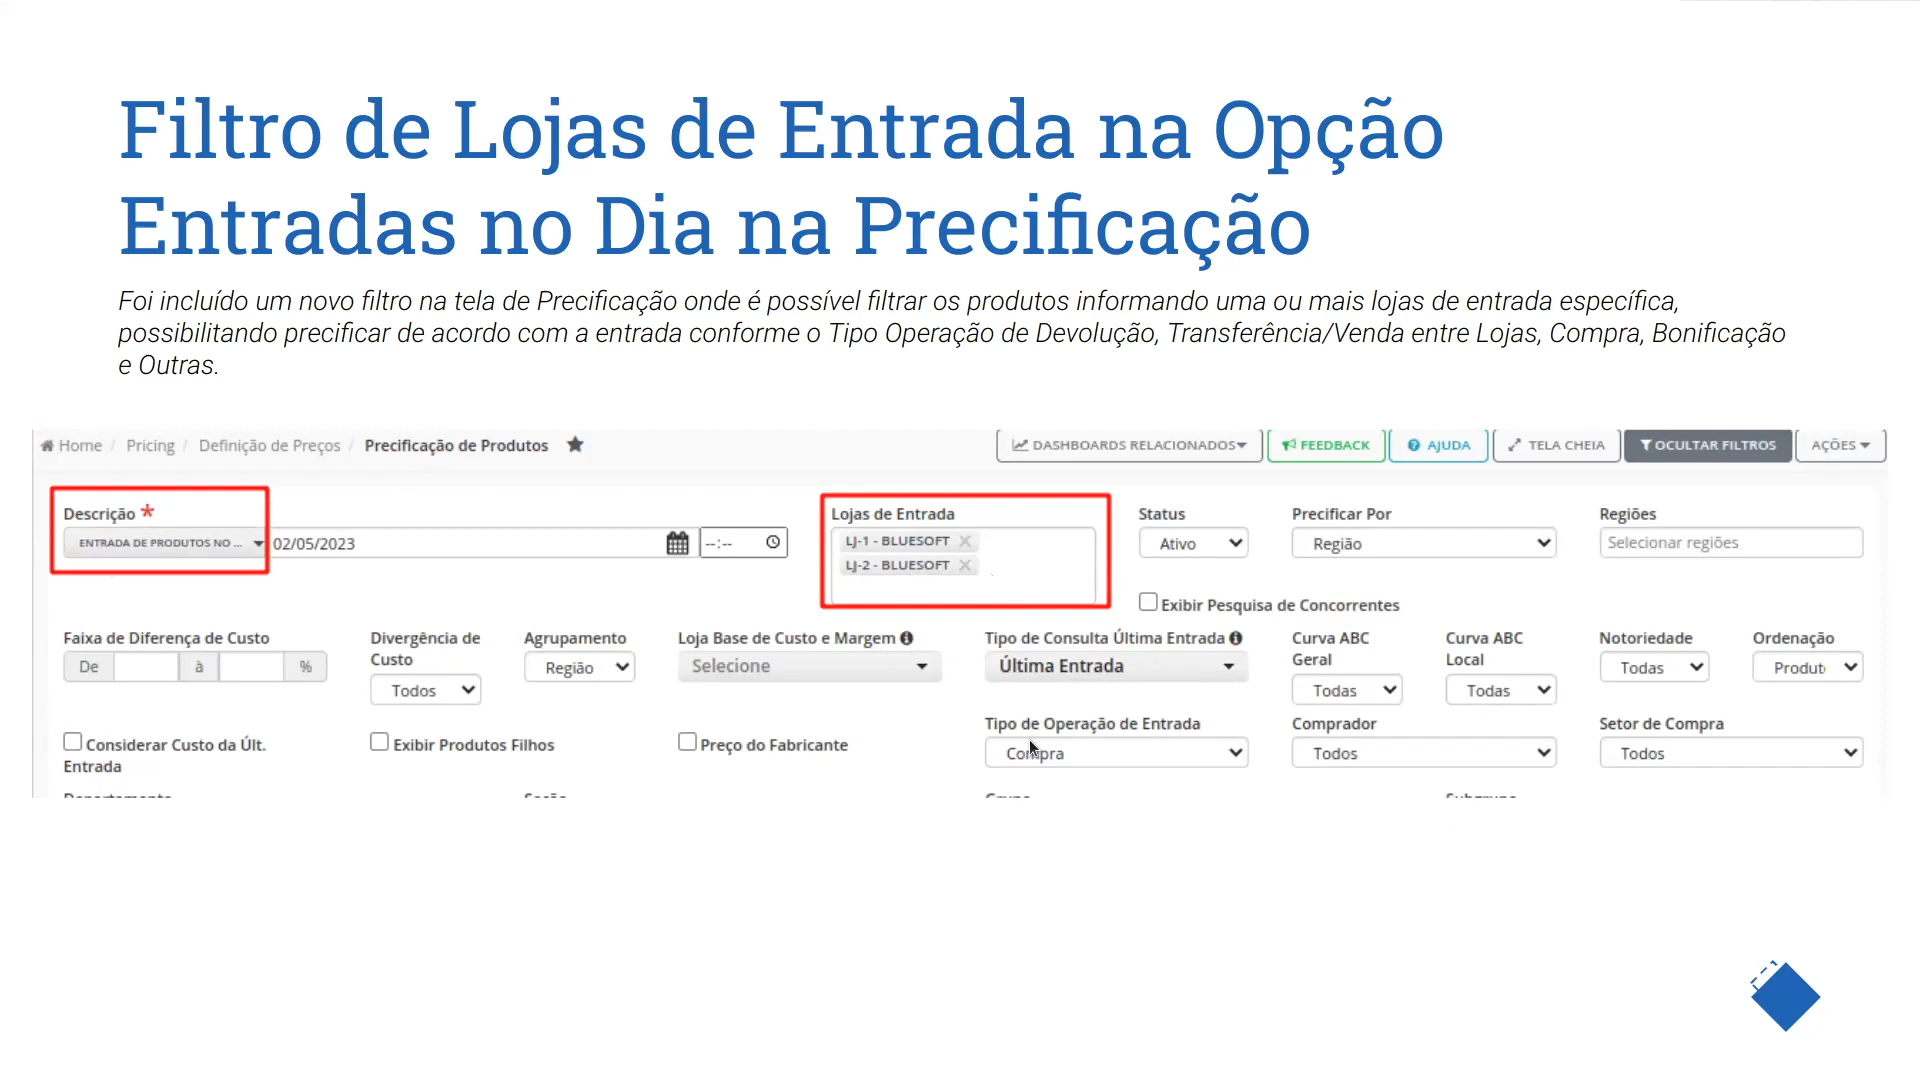 Filtro de Lojas de Entrada na Opção
Entradas no Dia na Precificação
Foi incluído um novo filtro na tela de Precificação onde é possível filtrar os produtos informando uma ou mais lojas de entrada específica,
possibilitando precificar de acordo com a entrada conforme o Tipo Operação de Devolução, Transferência/Venda entre Lojas, Compra, Bonificação
e Outras.
Home / Pricing / Definição de Preços / Precificação de Produtos
DASHBOARDS RELACIONADOS
FEEDBACK
AJUDA
TELA CHEIA
OCULTAR FILTROS
AÇÕES
Descrição *
ENTRADA DE PRODUTOS NO ...
02/05/2023
--:--
Lojas de Entrada
LJ-1 - BLUESOFT
LJ-2 - BLUESOFT
Status
Ativo
Precificar Por
Região
Regiões
Selecionar regiões
Exibir Pesquisa de Concorrentes
Faixa de Diferença de Custo
De
à
%
Divergência de
Custo
Todos
Agrupamento
Região
Loja Base de Custo e Margem
Selecione
Tipo de Consulta Última Entrada
Última Entrada
Curva ABC
Geral
Todas
Curva ABC
Local
Todas
Notoriedade
Todas
Ordenação
Produt
Considerar Custo da Últ.
Entrada
Exibir Produtos Filhos
Preço do Fabricante
Tipo de Operação de Entrada
Compra
Comprador
Todos
Setor de Compra
Todos